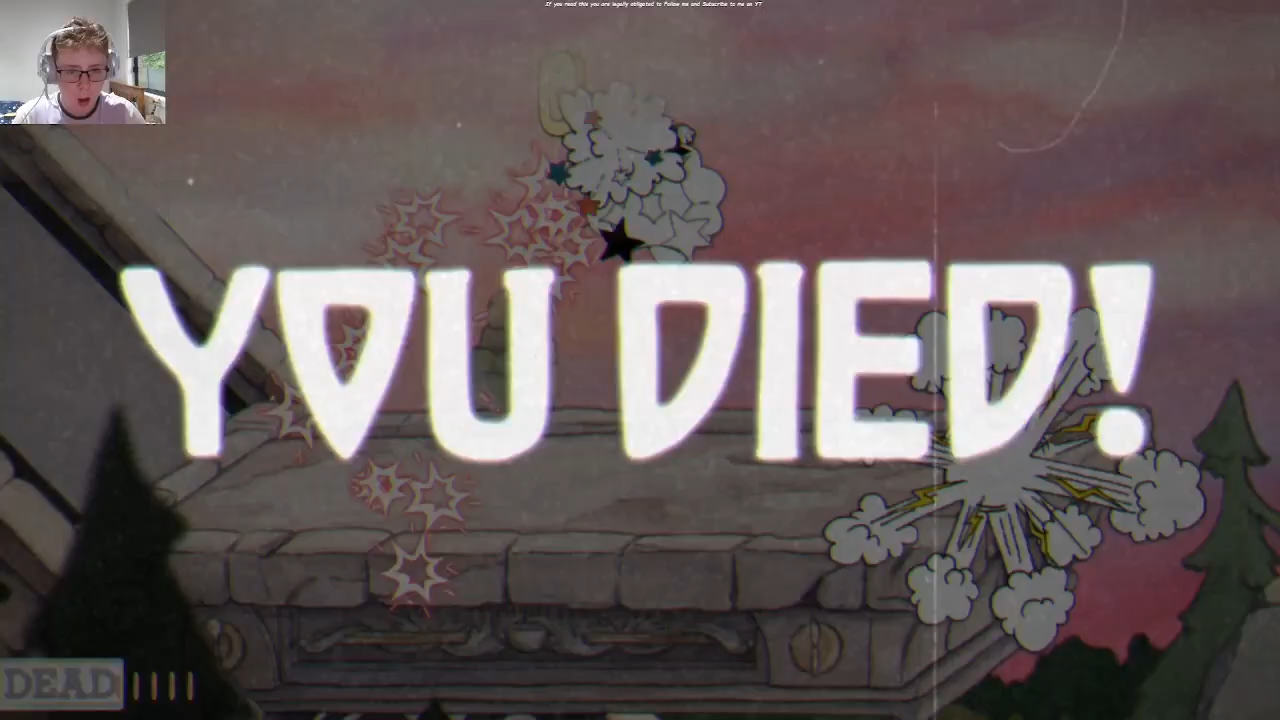 If you read this you are legally obligated to Follow me and Subscribe to me on YT
YOU DIED!
DEAD